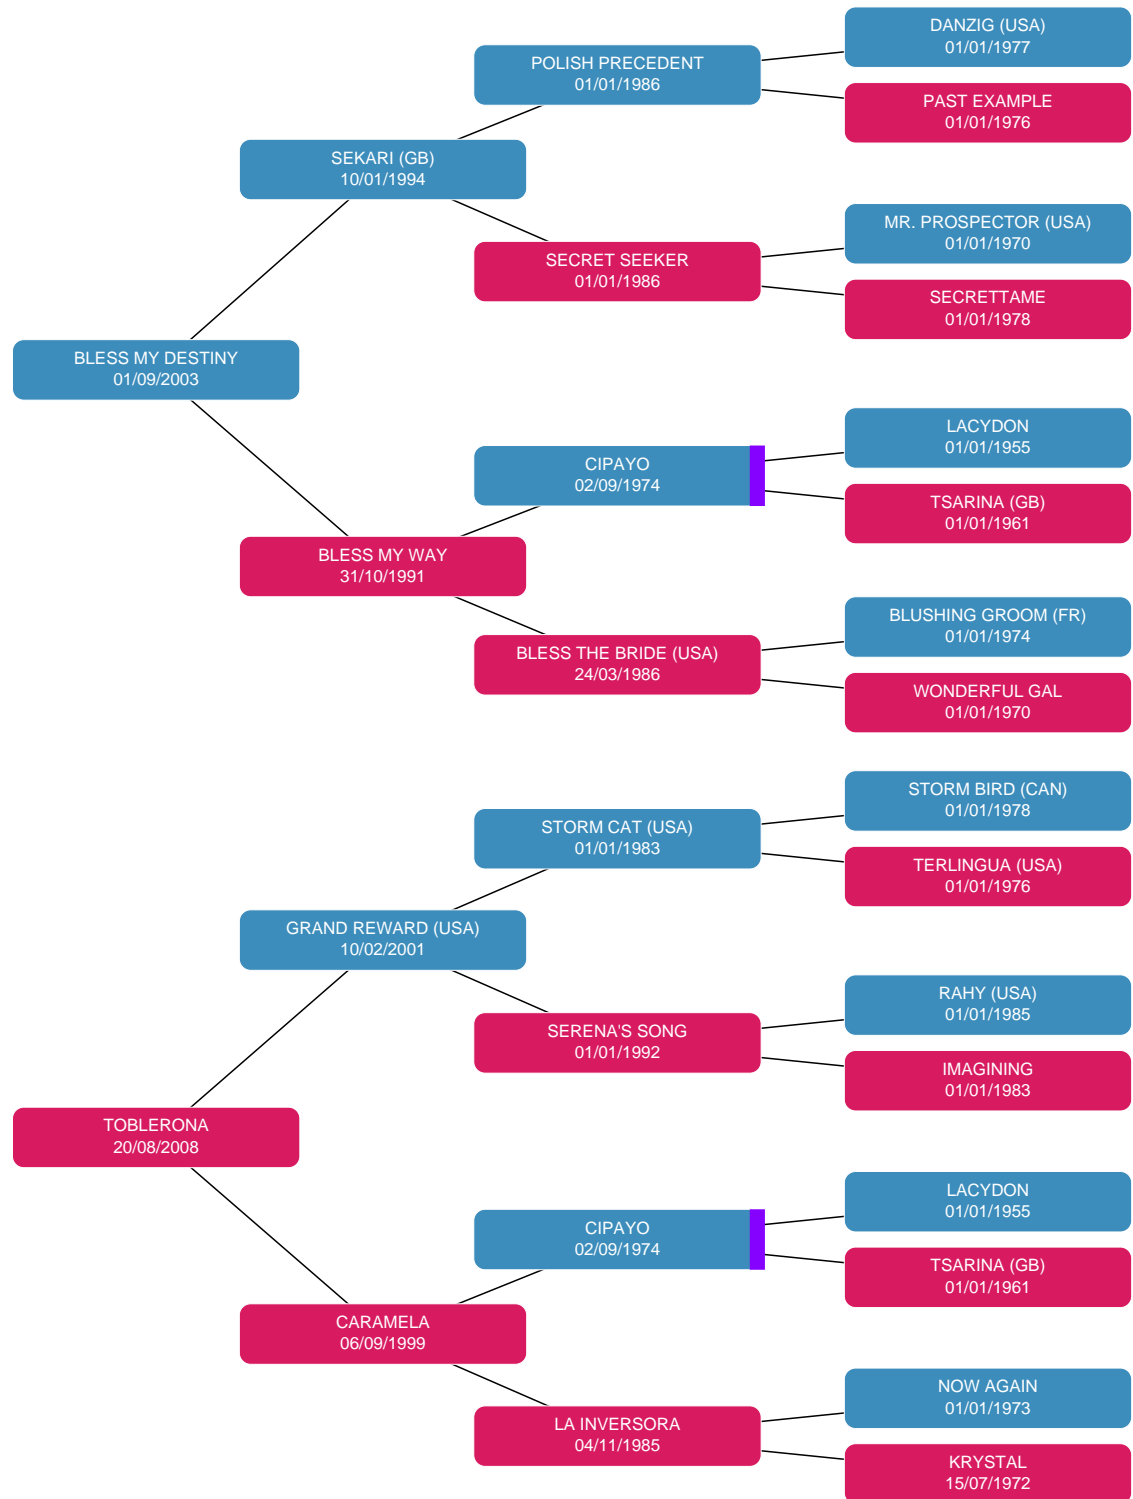 DANZIG (USA)
01/01/1977
POLISH PRECEDENT
01/01/1986
PAST EXAMPLE
01/01/1976
SEKARI (GB)
10/01/1994
MR. PROSPECTOR (USA)
01/01/1970
SECRET SEEKER
01/01/1986
SECRETTAME
01/01/1978
BLESS MY DESTINY
01/09/2003
LACYDON
01/01/1955
CIPAYO
02/09/1974
TSARINA (GB)
01/01/1961
BLESS MY WAY
31/10/1991
BLUSHING GROOM (FR)
01/01/1974
BLESS THE BRIDE (USA)
24/03/1986
WONDERFUL GAL
01/01/1970
STORM BIRD (CAN)
01/01/1978
STORM CAT (USA)
01/01/1983
TERLINGUA (USA)
01/01/1976
GRAND REWARD (USA)
10/02/2001
RAHY (USA)
01/01/1985
SERENA'S SONG
01/01/1992
IMAGINING
01/01/1983
TOBLERONA
20/08/2008
LACYDON
01/01/1955
CIPAYO
02/09/1974
TSARINA (GB)
01/01/1961
CARAMELA
06/09/1999
NOW AGAIN
01/01/1973
LA INVERSORA
04/11/1985
KRYSTAL
15/07/1972